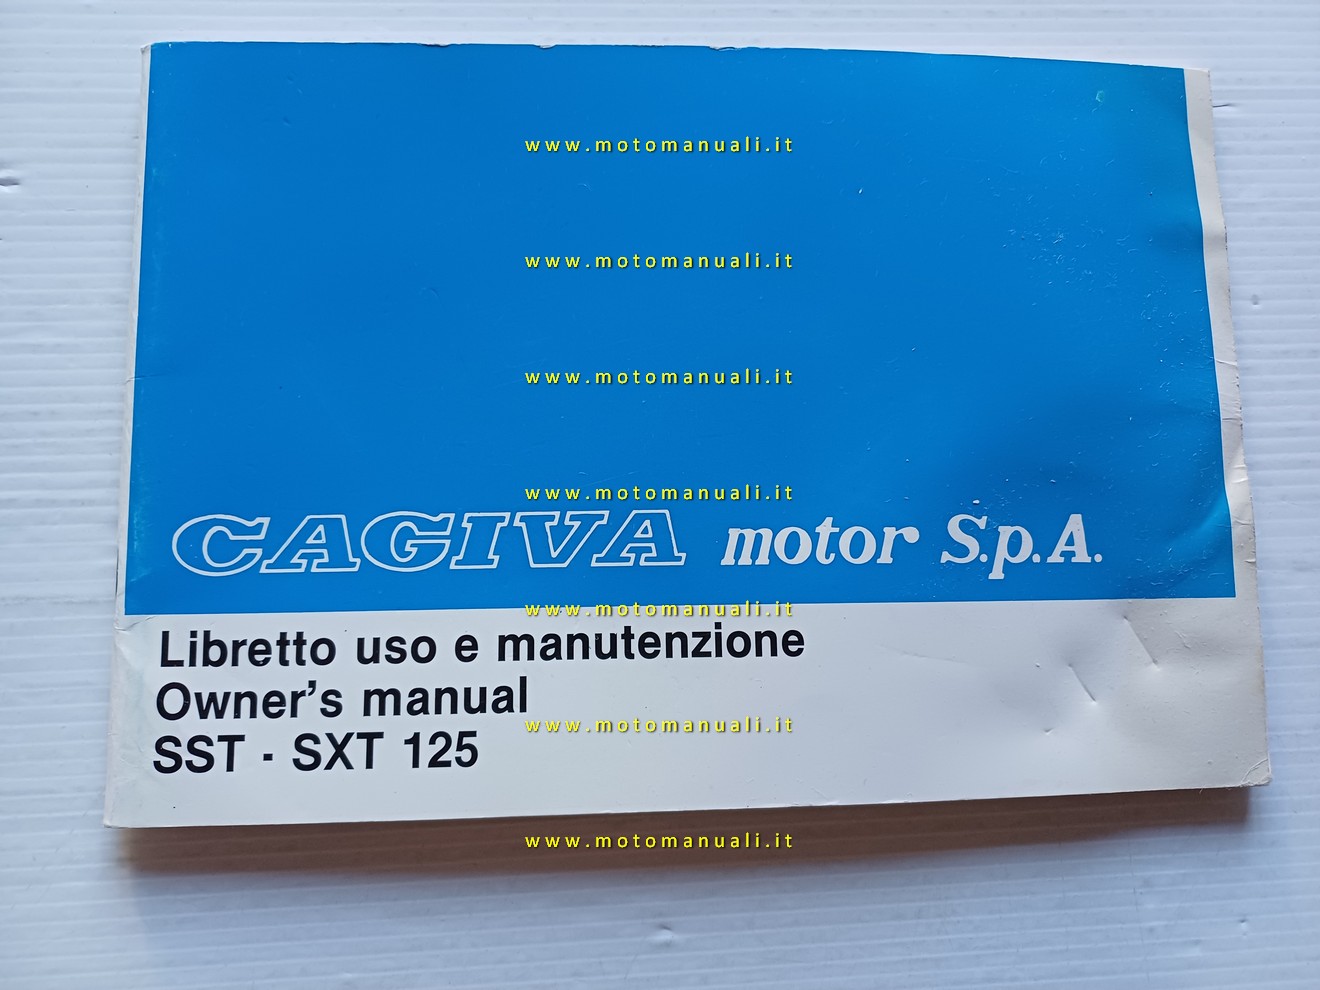 www.motomanuali.it
www.motomanuali.it
www.motomanuali.it
www.motomanuali.it
CAGIVA motor S.p.A.
www.motomanuali.it
Libretto uso e manutenzione
Owner's manual
www.motomanuali.it
SST - SXT 125
www.motomanuali.it